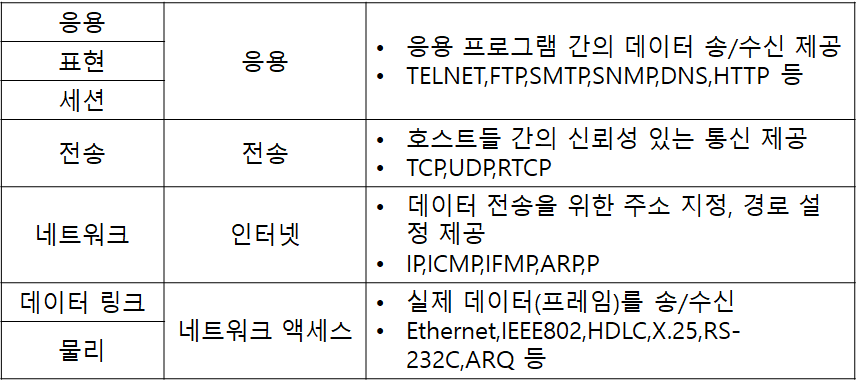 응용
표현
세션
응용
• 응용 프로그램 간의 데이터 송/수신 제공
• TELNET,FTP,SMTP,SNMP,DNS,HTTP 등
전송
전송
• 호스트들 간의 신뢰성 있는 통신 제공
• TCP,UDP,RTCP
네트워크
인터넷
• 데이터 전송을 위한 주소 지정, 경로 설
정 제공
• IP,ICMP,IFMP,ARP,P
데이터 링크
물리
네트워크 액세스
• 실제 데이터(프레임)를 송/수신
• Ethernet,IEEE802,HDLC,X.25,RS-
232C,ARQ 등